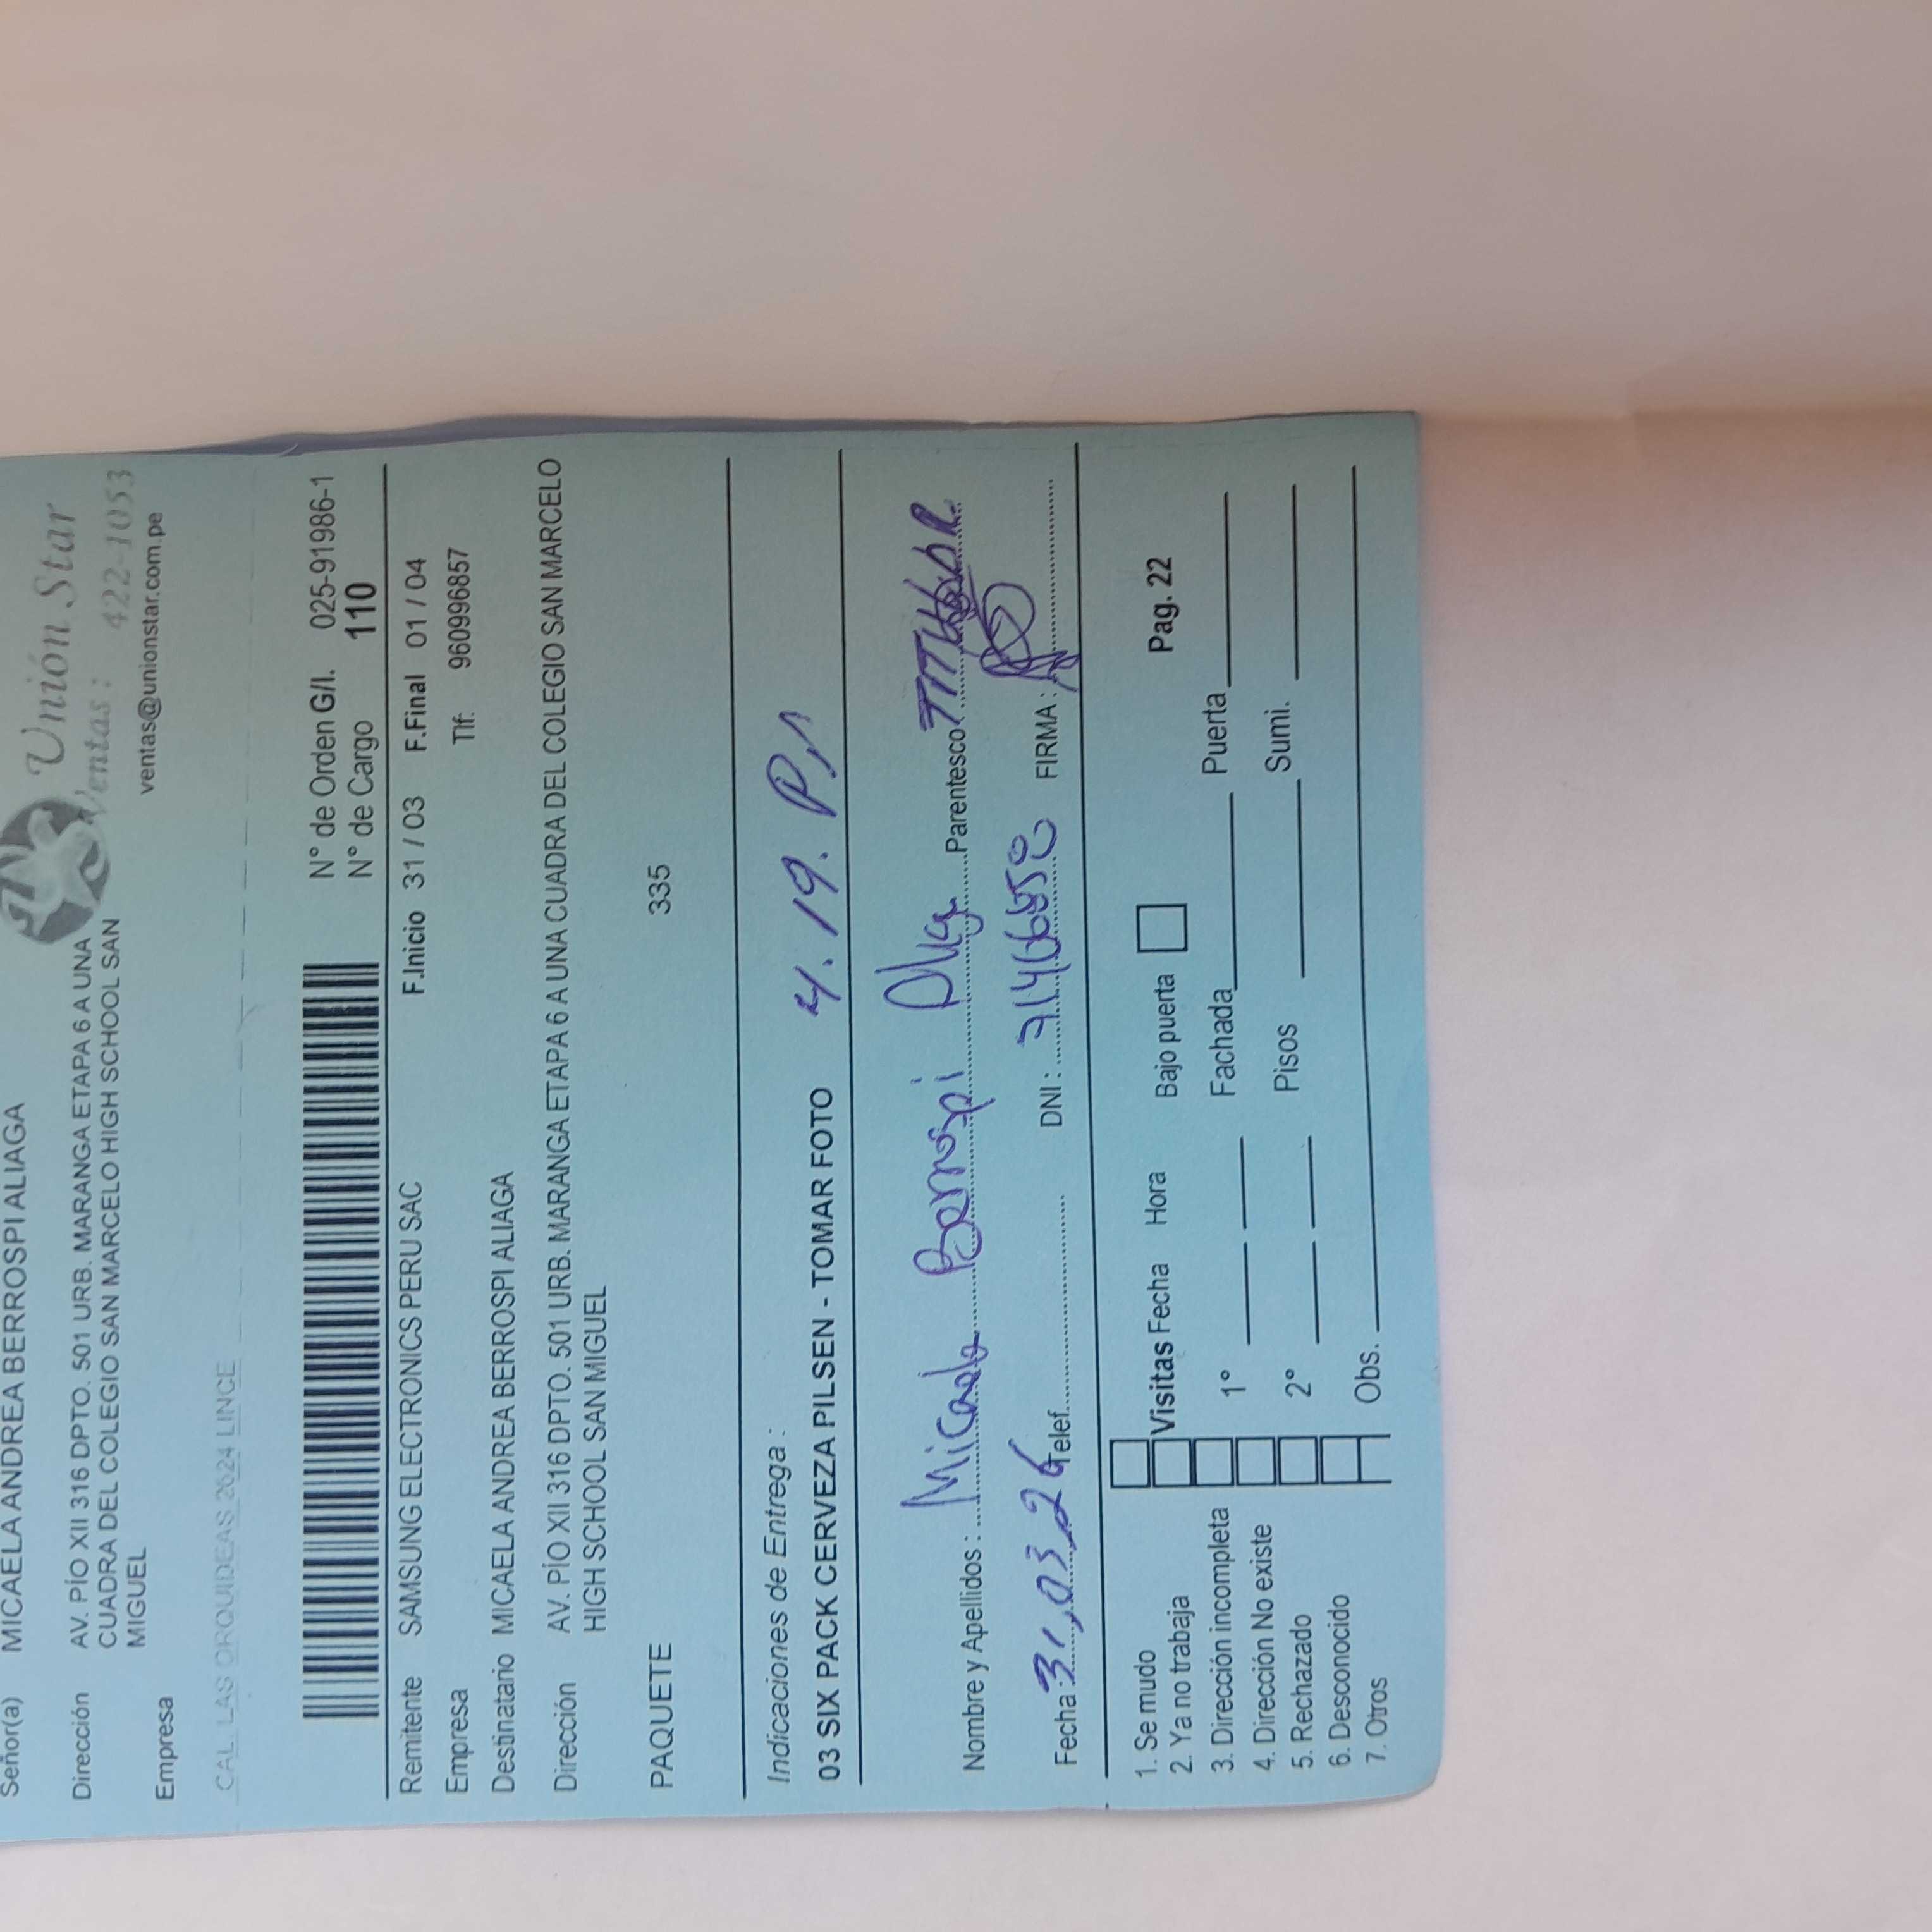 Señor(a) MICAELA ANDREA BERROSPI ALIAGA
Unión Star
Ventas: 422-1053
ventas@unionstar.com.pe
Dirección AV. PÍO XII 316 DPTO. 501 URB. MARANGA ETAPA 6 A UNA
CUADRA DEL COLEGIO SAN MARCELO HIGH SCHOOL SAN
MIGUEL
Empresa
CAL. LAS ORQUIDEAS 2624 LINCE
N° de Orden G/I. 025-91986-1
N° de Cargo 110
Remitente SAMSUNG ELECTRONICS PERU SAC F.Inicio 31 / 03 F.Final 01 / 04
Empresa Tlf. 960996857
Destinatario MICAELA ANDREA BERROSPI ALIAGA
Dirección AV. PÍO XII 316 DPTO. 501 URB. MARANGA ETAPA 6 A UNA CUADRA DEL COLEGIO SAN MARCELO
HIGH SCHOOL SAN MIGUEL
PAQUETE 335
Indicaciones de Entrega :
03 SIX PACK CERVEZA PILSEN - TOMAR FOTO 4.19.
Nombre y Apellidos : Micaela Berrospi Parentesco
Fecha: 31,03,26 Telef. DNI : FIRMA :
1. Se mudo
2. Ya no trabaja Visitas Fecha Hora Bajo puerta Pag. 22
3. Dirección incompleta 1° Fachada Puerta
4. Dirección No existe
5. Rechazado 2° Pisos Sumi.
6. Desconocido
7. Otros Obs.